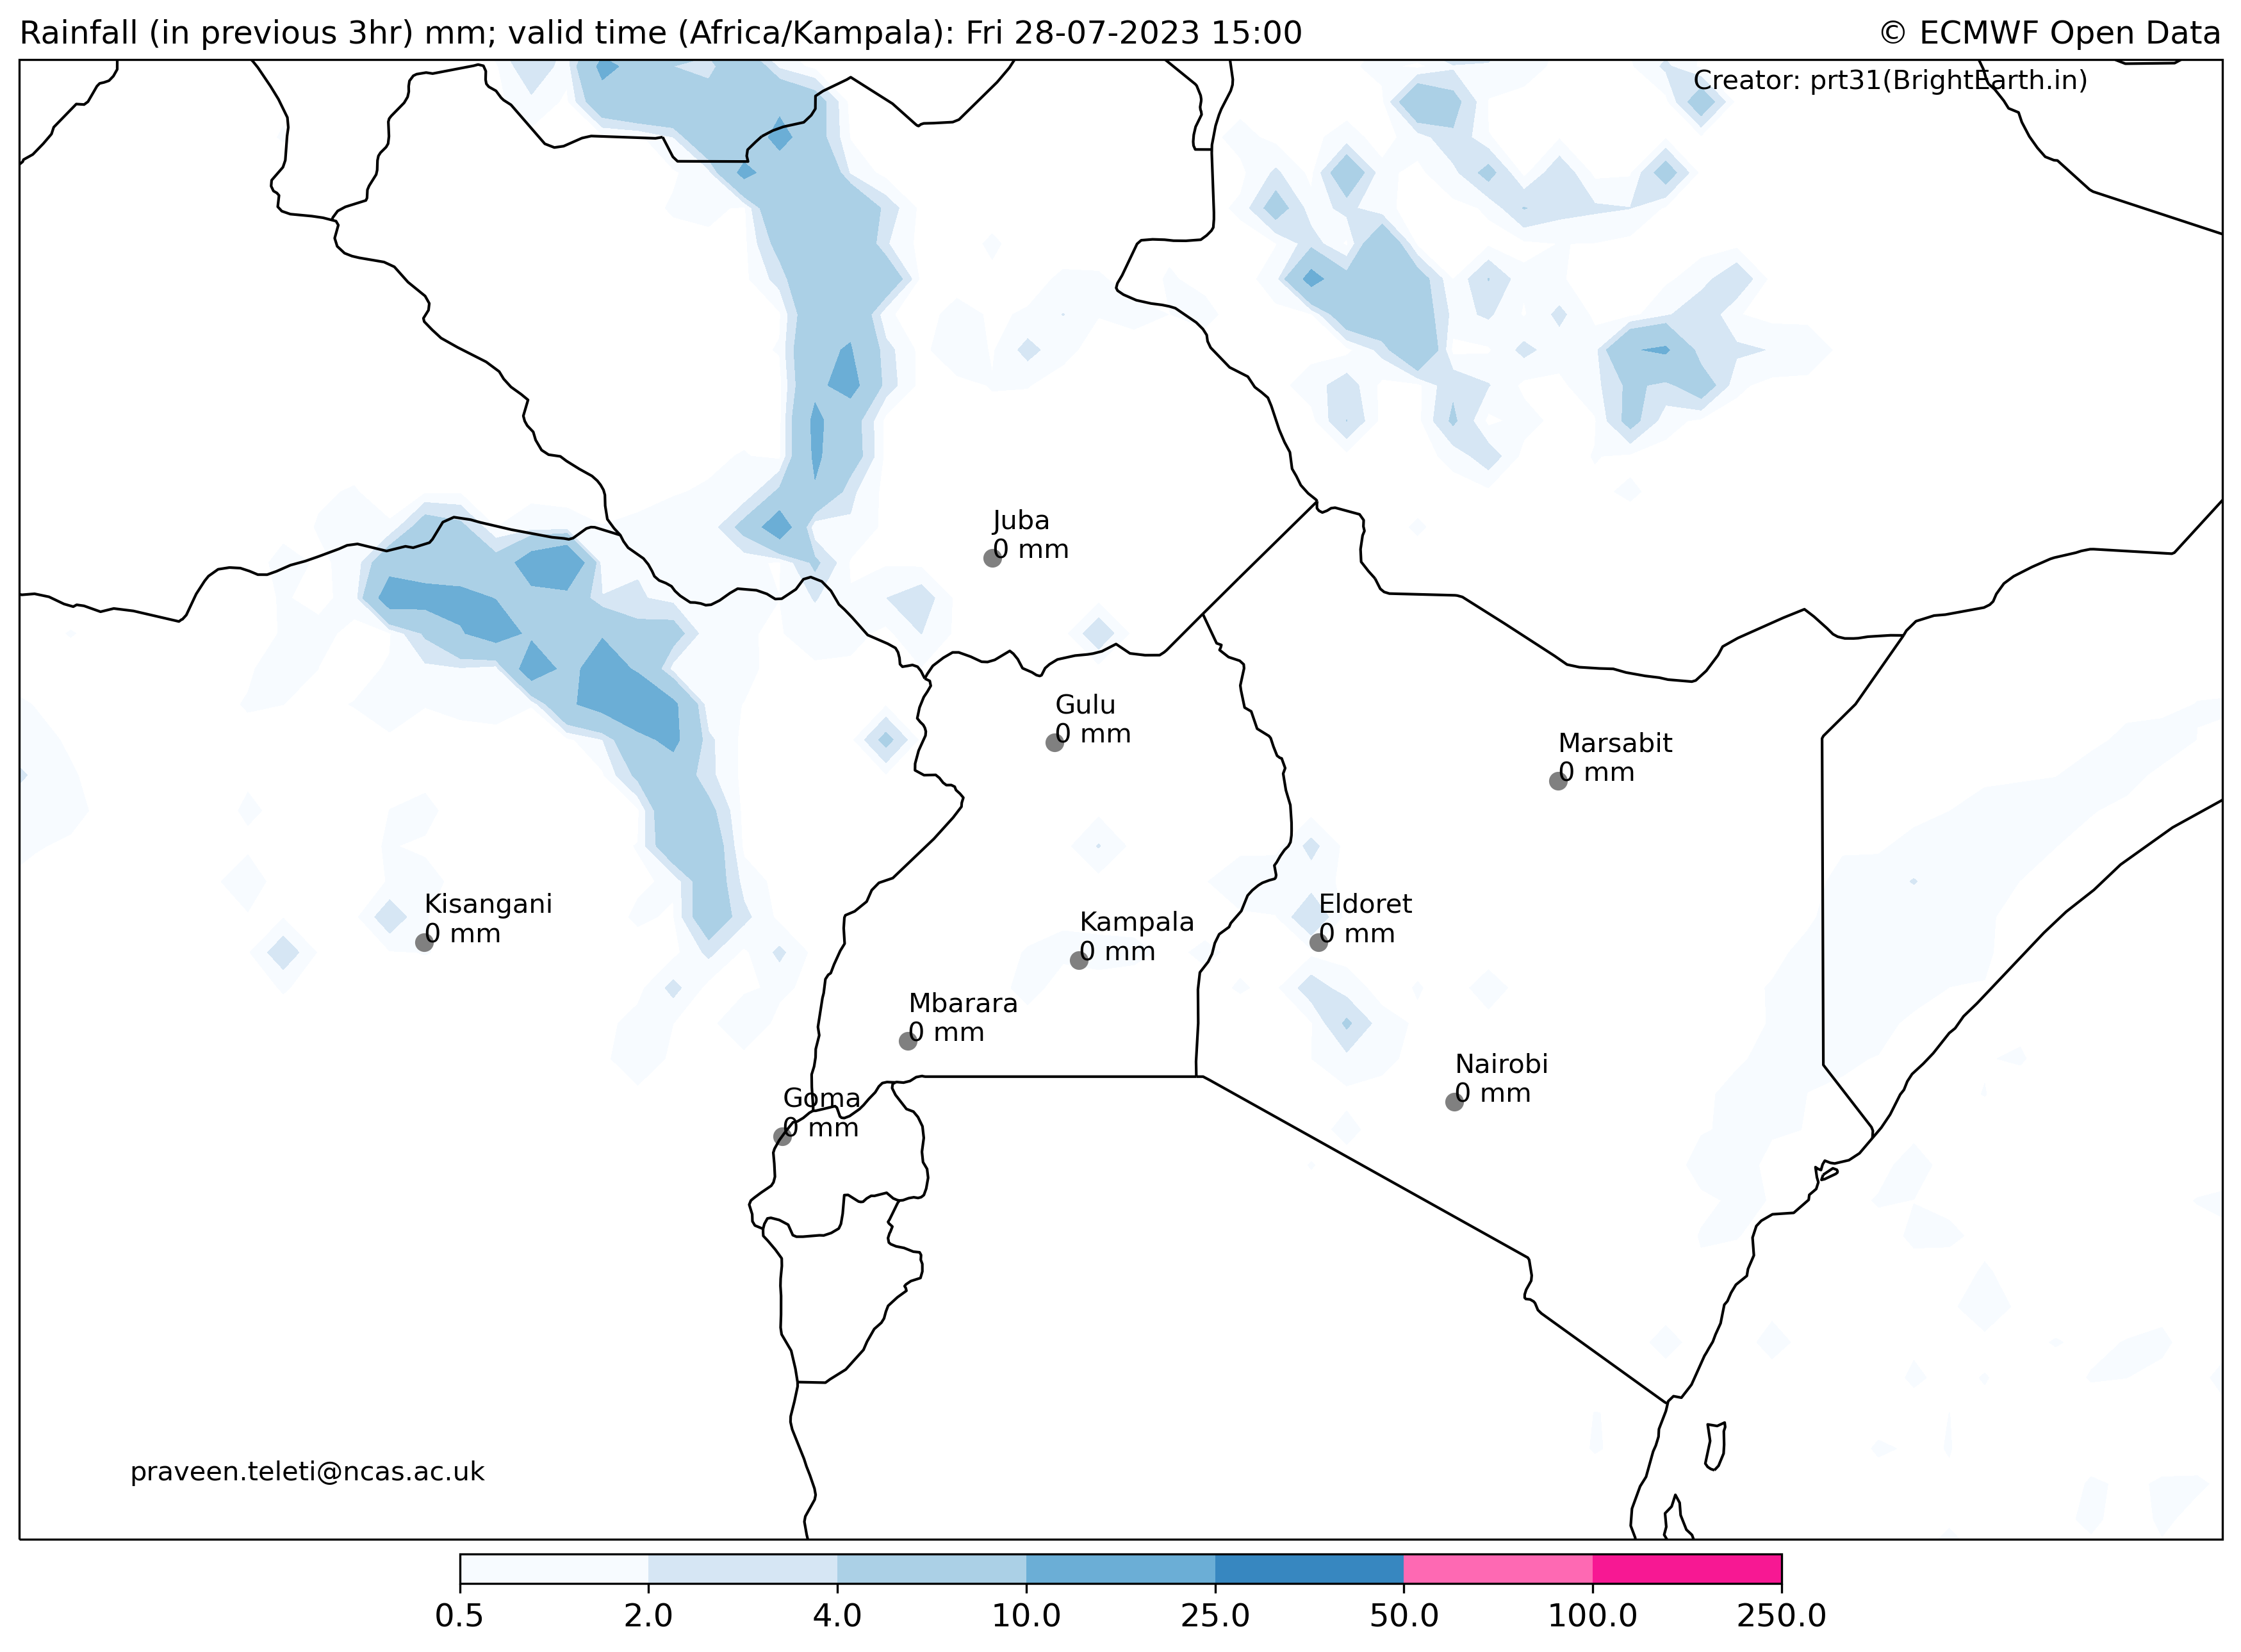 Rainfall (in previous 3hr) mm; valid time (Africa/Kampala): Fri 28-07-2023 15:00
© ECMWF Open Data
Creator: prt31(BrightEarth.in)
Juba
0 mm
Gulu
0 mm
Marsabit
0 mm
Kisangani
0 mm
Eldoret
0 mm
Kampala
0 mm
Mbarara
0 mm
Nairobi
0 mm
Goma
0 mm
praveen.teleti@ncas.ac.uk
0.5 2.0 4.0 10.0 25.0 50.0 100.0 250.0